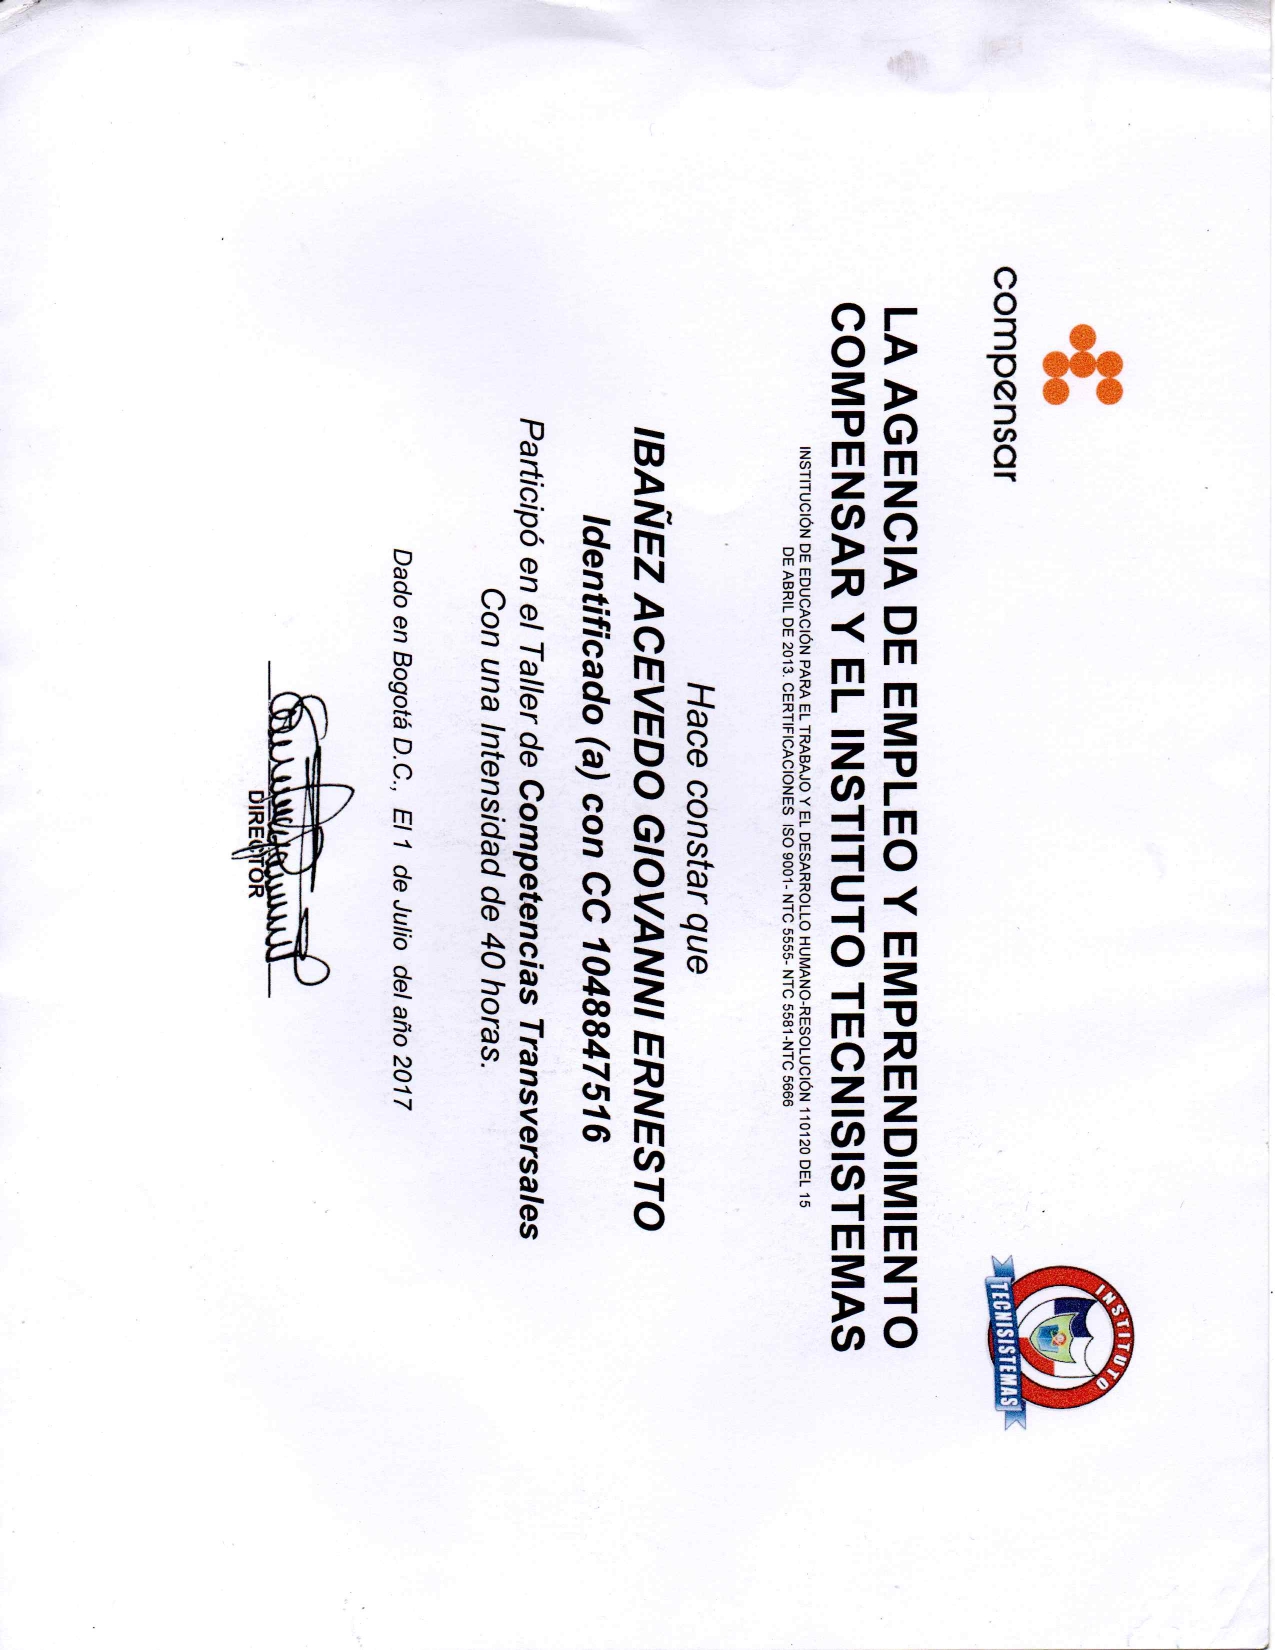 compensar
INSTITUTO
TECNISISTEMAS
LA AGENCIA DE EMPLEO Y EMPRENDIMIENTO
COMPENSAR Y EL INSTITUTO TECNISISTEMAS
INSTITUCIÓN DE EDUCACIÓN PARA EL TRABAJO Y EL DESARROLLO HUMANO-RESOLUCIÓN 110120 DEL 15
DE ABRIL DE 2013. CERTIFICACIONES ISO 9001- NTC 5555- NTC 5581-NTC 5666
Hace constar que
IBAÑEZ ACEVEDO GIOVANNI ERNESTO
Identificado (a) con CC 1048847516
Participó en el Taller de Competencias Transversales
Con una Intensidad de 40 horas.
Dado en Bogotá D.C., El 1 de Julio del año 2017
DIRECTOR